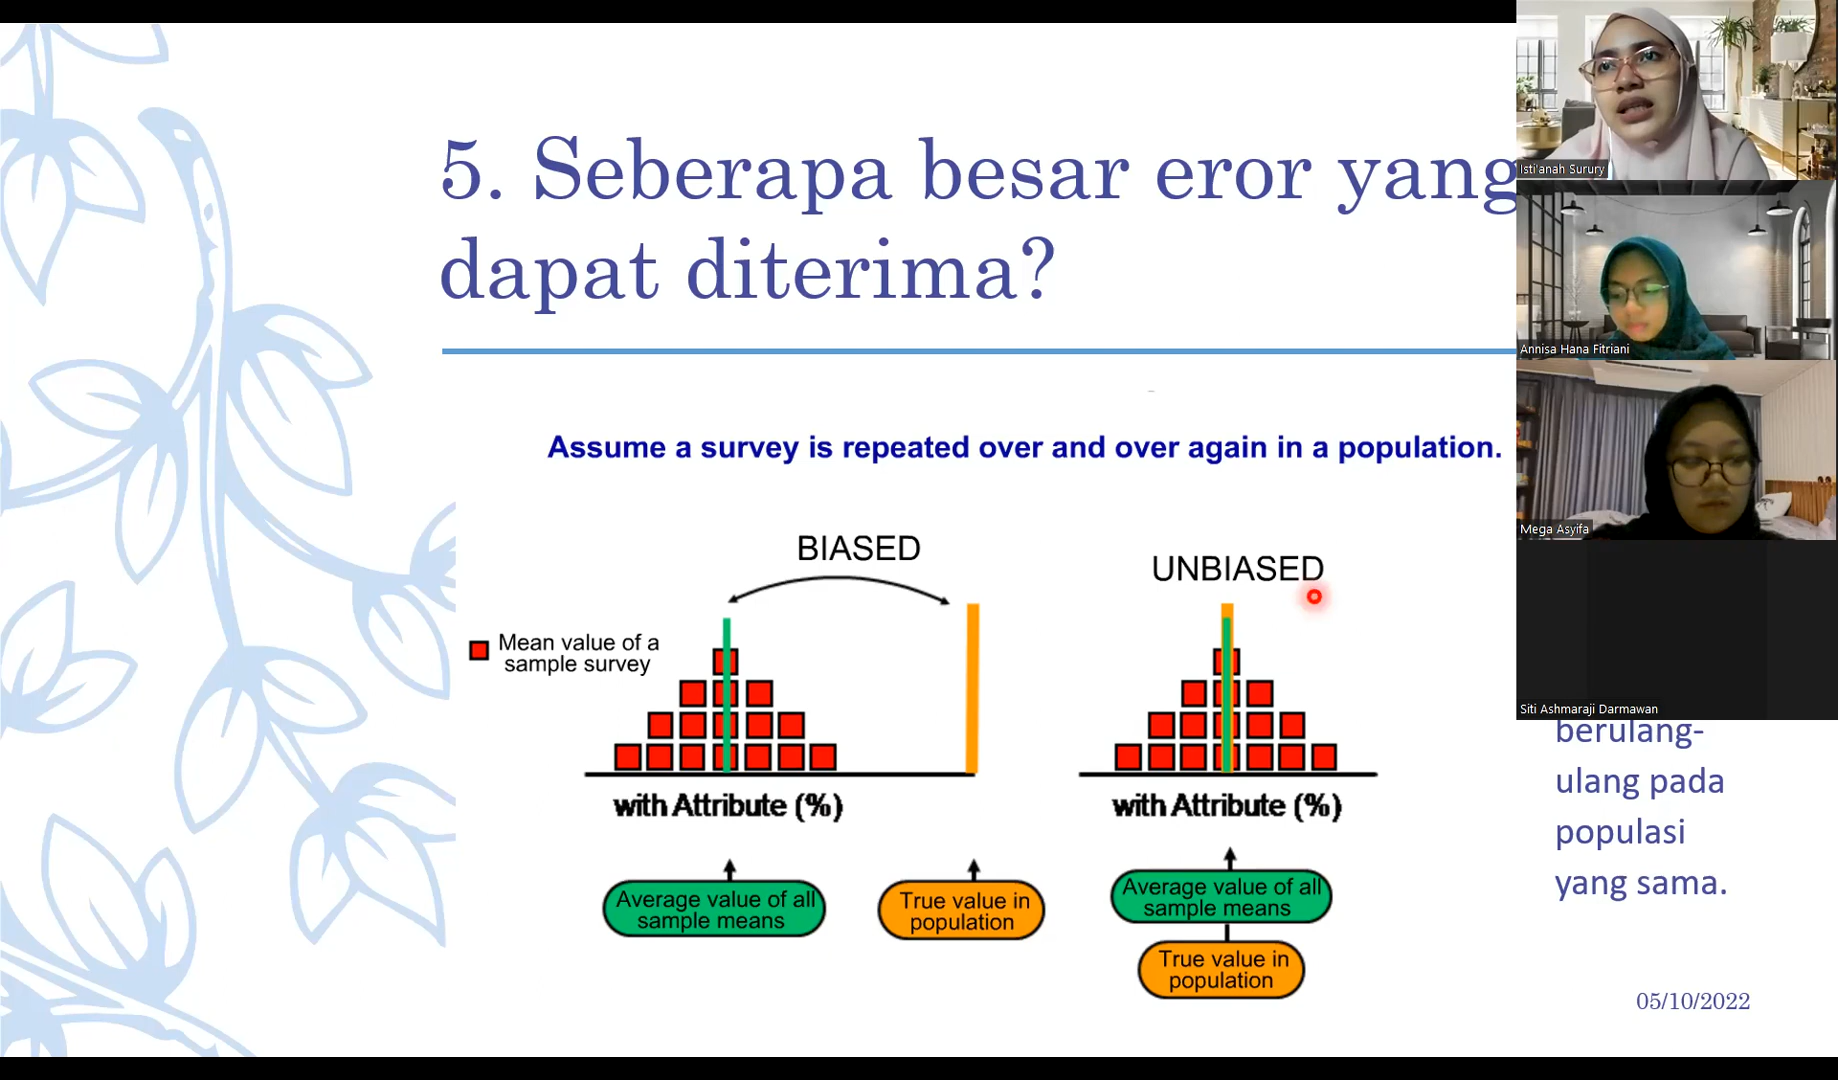 5. Seberapa besar eror yang
dapat diterima?
Assume a survey is repeated over and over again in a population.
BIASED
UNBIASED
Mean value of a
sample survey
with Attribute (%)
with Attribute (%)
Average value of all
sample means
True value in
population
Average value of all
sample means
True value in
population
berulang-
ulang pada
populasi
yang sama.
05/10/2022
Isti'anah Surury
Annisa Hana Fitriani
Mega Asyifa
Siti Ashmaraji Darmawan